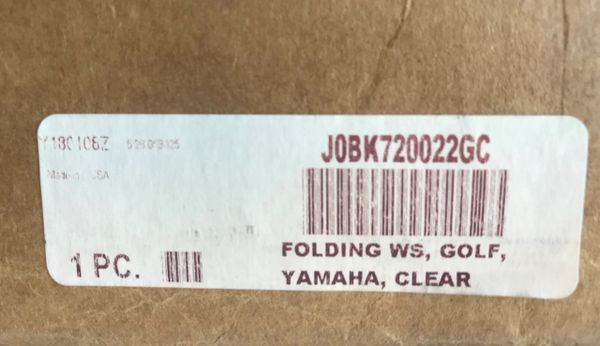 J0BK720022GC
1 PC.
FOLDING WS, GOLF,
YAMAHA, CLEAR